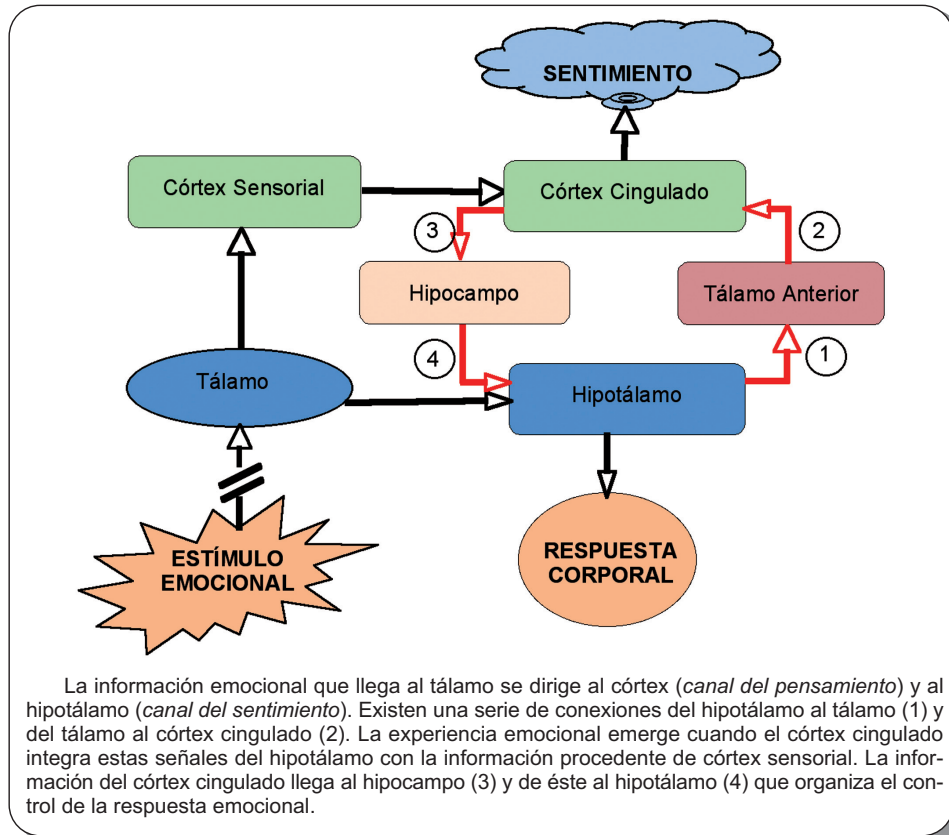 SENTIMIENTO
Córtex Sensorial
Córtex Cingulado
3
2
Hipocampo
Tálamo Anterior
4
1
Tálamo
Hipotálamo
ESTÍMULO
EMOCIONAL
RESPUESTA
CORPORAL
La información emocional que llega al tálamo se dirige al córtex (canal del pensamiento) y al
hipotálamo (canal del sentimiento). Existen una serie de conexiones del hipotálamo al tálamo (1) y
del tálamo al córtex cingulado (2). La experiencia emocional emerge cuando el córtex cingulado
integra estas señales del hipotálamo con la información procedente de córtex sensorial. La infor-
mación del córtex cingulado llega al hipocampo (3) y de éste al hipotálamo (4) que organiza el con-
trol de la respuesta emocional.